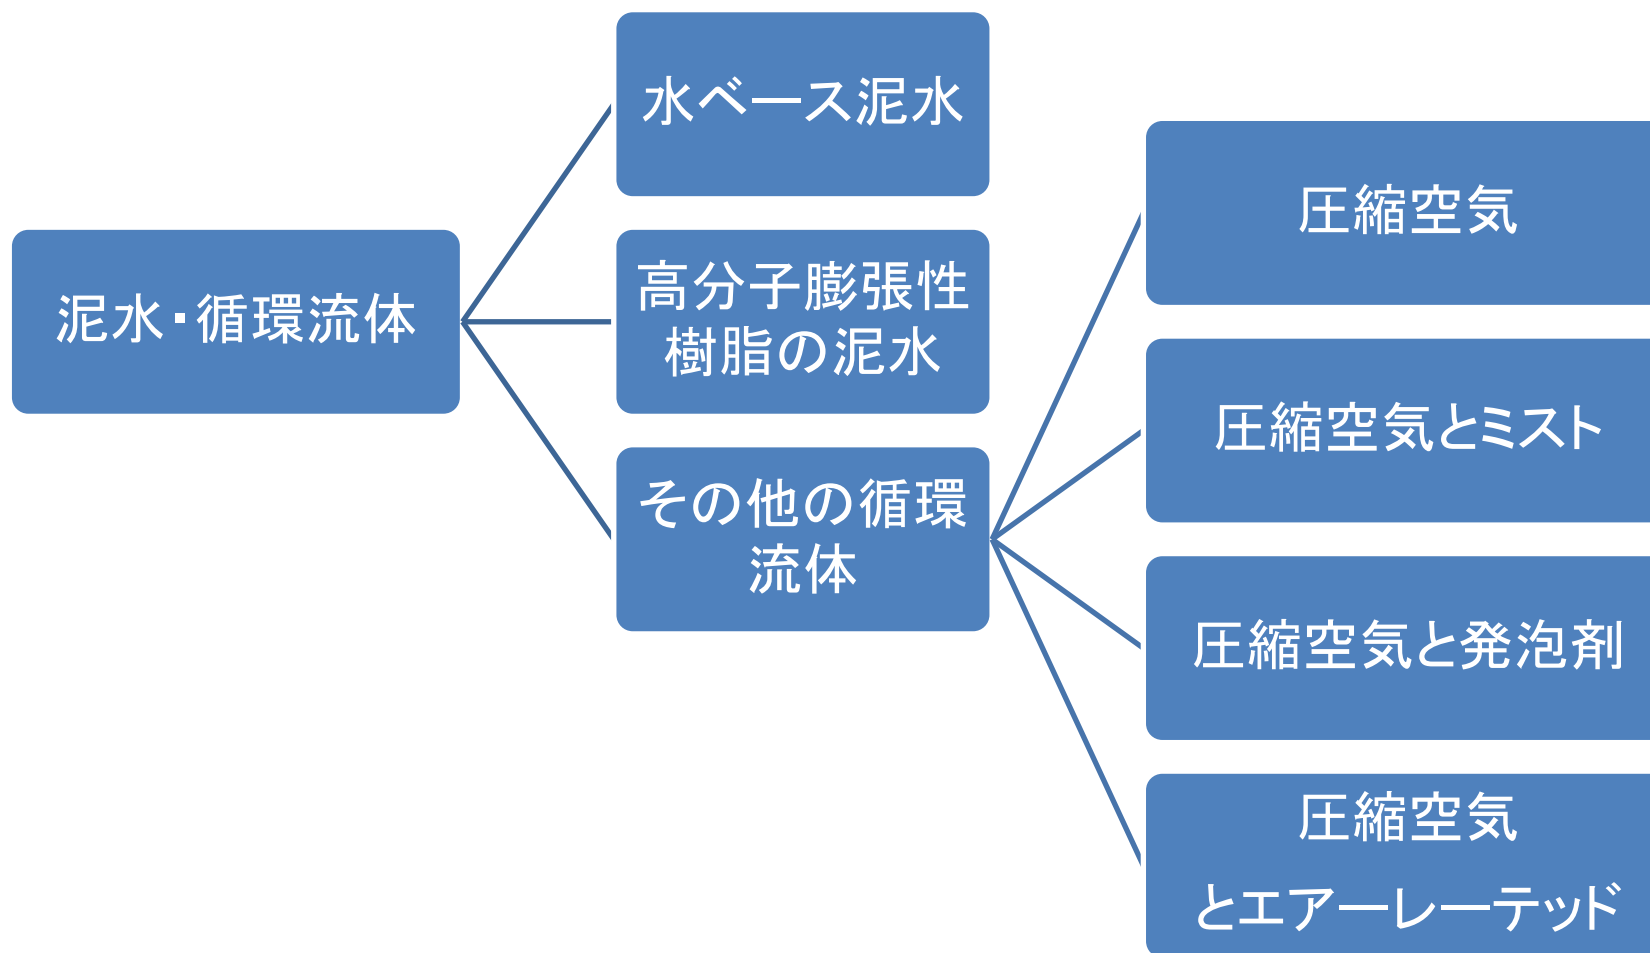 泥水・循環流体
水ベース泥水
高分子膨張性
樹脂の泥水
その他の循環
流体
圧縮空気
圧縮空気とミスト
圧縮空気と発泡剤
圧縮空気
とエアーレーテッド